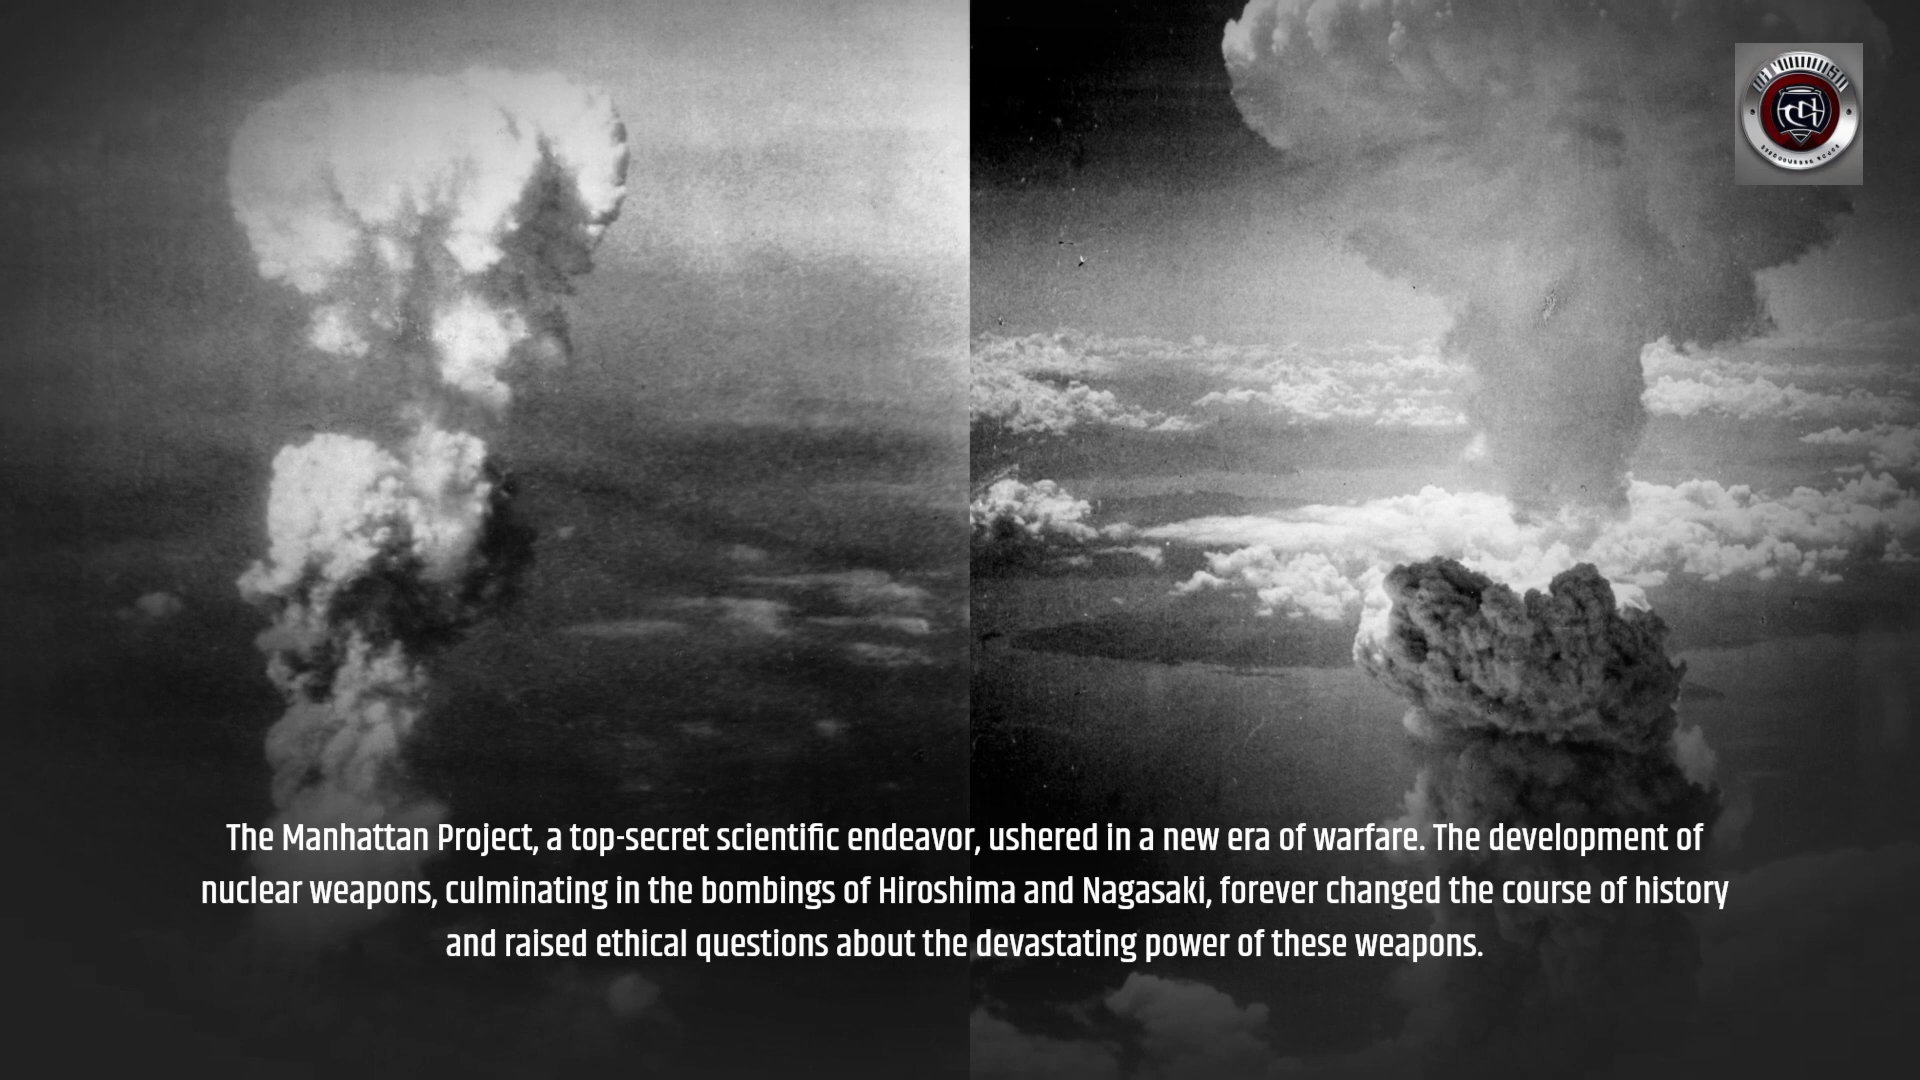 The Manhattan Project, a top-secret scientific endeavor, ushered in a new era of warfare. The development of
nuclear weapons, culminating in the bombings of Hiroshima and Nagasaki, forever changed the course of history
and raised ethical questions about the devastating power of these weapons.